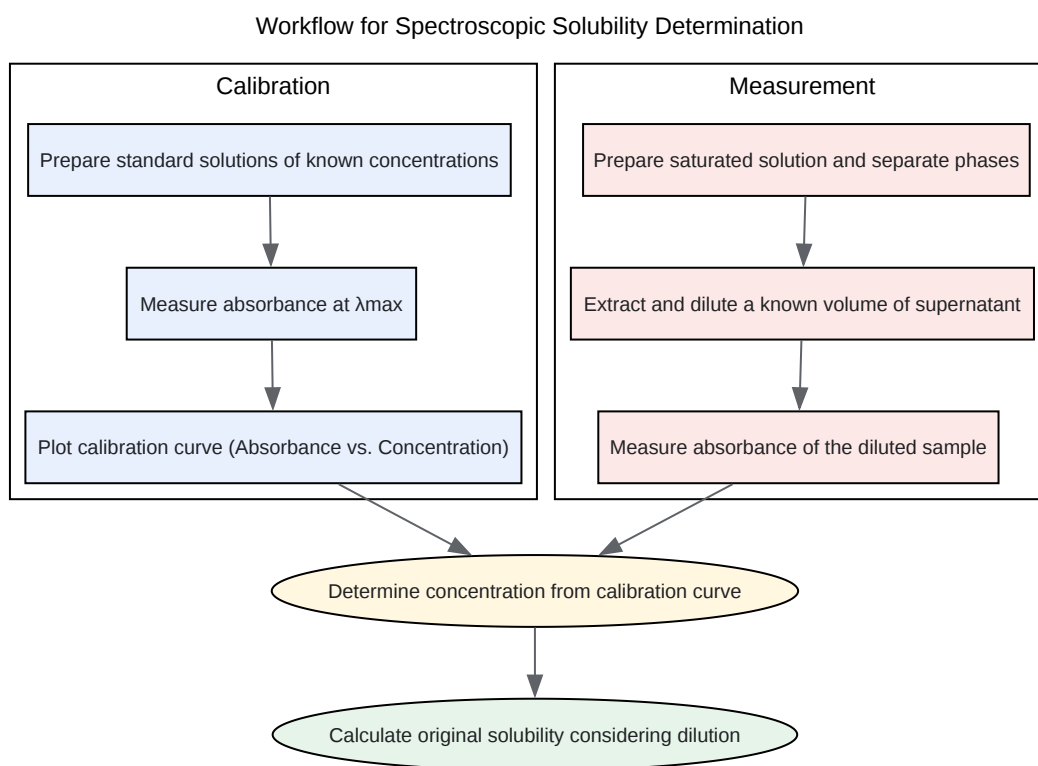 Workflow for Spectroscopic Solubility Determination
Calibration
Prepare standard solutions of known concentrations
Measure absorbance at λmax
Plot calibration curve (Absorbance vs. Concentration)
Measurement
Prepare saturated solution and separate phases
Extract and dilute a known volume of supernatant
Measure absorbance of the diluted sample
Determine concentration from calibration curve
Calculate original solubility considering dilution